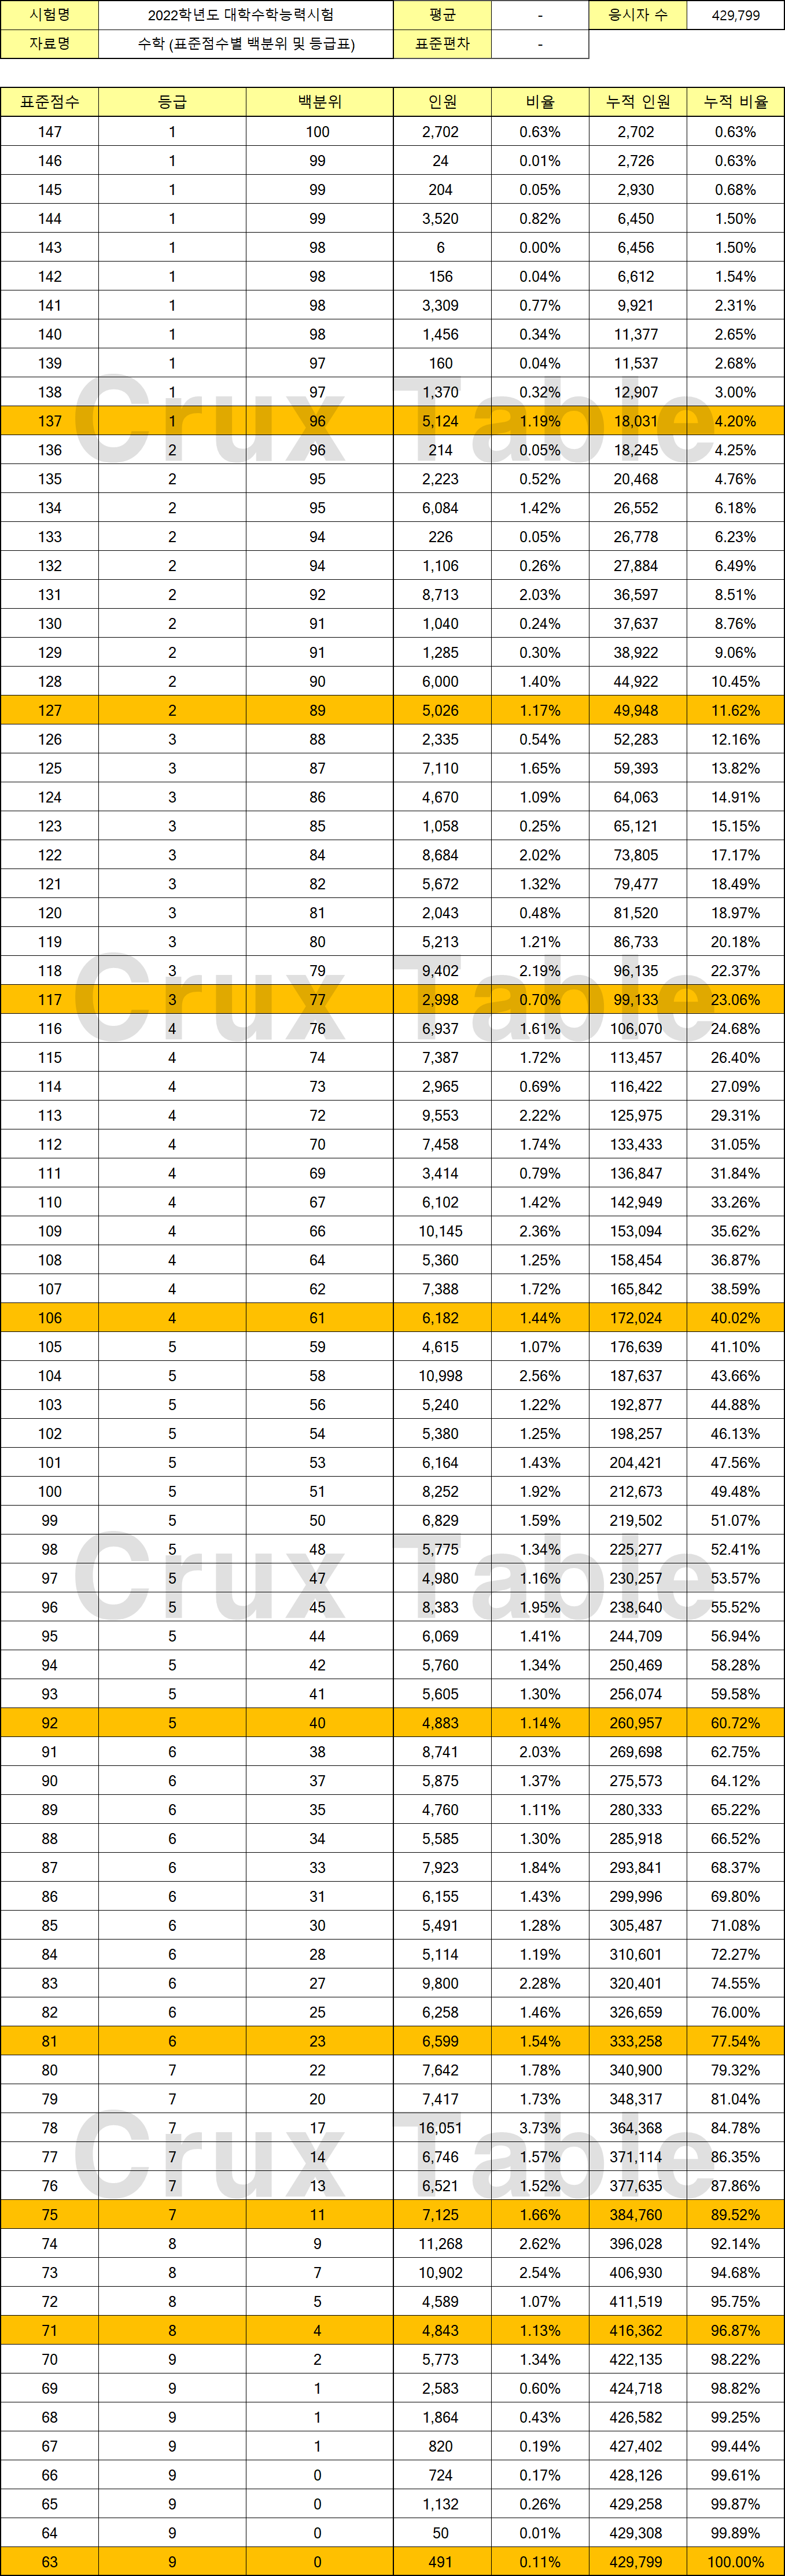 시험명 2022학년도 대학수학능력시험 평균 - 응시자 수 429,799
자료명 수학 (표준점수별 백분위 및 등급표) 표준편차 -
표준점수 등급 백분위 인원 비율 누적 인원 누적 비율
147 1 100 2,702 0.63% 2,702 0.63%
146 1 99 24 0.01% 2,726 0.63%
145 1 99 204 0.05% 2,930 0.68%
144 1 99 3,520 0.82% 6,450 1.50%
143 1 98 6 0.00% 6,456 1.50%
142 1 98 156 0.04% 6,612 1.54%
141 1 98 3,309 0.77% 9,921 2.31%
140 1 98 1,456 0.34% 11,377 2.65%
139 1 97 160 0.04% 11,537 2.68%
138 1 97 1,370 0.32% 12,907 3.00%
Crux Table
137 1 96 5,124 1.19% 18,031 4.20%
136 2 96 214 0.05% 18,245 4.25%
135 2 95 2,223 0.52% 20,468 4.76%
134 2 95 6,084 1.42% 26,552 6.18%
133 2 94 226 0.05% 26,778 6.23%
132 2 94 1,106 0.26% 27,884 6.49%
131 2 92 8,713 2.03% 36,597 8.51%
130 2 91 1,040 0.24% 37,637 8.76%
129 2 91 1,285 0.30% 38,922 9.06%
128 2 90 6,000 1.40% 44,922 10.45%
127 2 89 5,026 1.17% 49,948 11.62%
126 3 88 2,335 0.54% 52,283 12.16%
125 3 87 7,110 1.65% 59,393 13.82%
124 3 86 4,670 1.09% 64,063 14.91%
123 3 85 1,058 0.25% 65,121 15.15%
122 3 84 8,684 2.02% 73,805 17.17%
121 3 82 5,672 1.32% 79,477 18.49%
120 3 81 2,043 0.48% 81,520 18.97%
119 3 80 5,213 1.21% 86,733 20.18%
118 3 79 9,402 2.19% 96,135 22.37%
Crux Table
117 3 77 2,998 0.70% 99,133 23.06%
116 4 76 6,937 1.61% 106,070 24.68%
115 4 74 7,387 1.72% 113,457 26.40%
114 4 73 2,965 0.69% 116,422 27.09%
113 4 72 9,553 2.22% 125,975 29.31%
112 4 70 7,458 1.74% 133,433 31.05%
111 4 69 3,414 0.79% 136,847 31.84%
110 4 67 6,102 1.42% 142,949 33.26%
109 4 66 10,145 2.36% 153,094 35.62%
108 4 64 5,360 1.25% 158,454 36.87%
107 4 62 7,388 1.72% 165,842 38.59%
106 4 61 6,182 1.44% 172,024 40.02%
105 5 59 4,615 1.07% 176,639 41.10%
104 5 58 10,998 2.56% 187,637 43.66%
103 5 56 5,240 1.22% 192,877 44.88%
102 5 54 5,380 1.25% 198,257 46.13%
101 5 53 6,164 1.43% 204,421 47.56%
100 5 51 8,252 1.92% 212,673 49.48%
99 5 50 6,829 1.59% 219,502 51.07%
98 5 48 5,775 1.34% 225,277 52.41%
Crux Table
97 5 47 4,980 1.16% 230,257 53.57%
96 5 45 8,383 1.95% 238,640 55.52%
95 5 44 6,069 1.41% 244,709 56.94%
94 5 42 5,760 1.34% 250,469 58.28%
93 5 41 5,605 1.30% 256,074 59.58%
92 5 40 4,883 1.14% 260,957 60.72%
91 6 38 8,741 2.03% 269,698 62.75%
90 6 37 5,875 1.37% 275,573 64.12%
89 6 35 4,760 1.11% 280,333 65.22%
88 6 34 5,585 1.30% 285,918 66.52%
87 6 33 7,923 1.84% 293,841 68.37%
86 6 31 6,155 1.43% 299,996 69.80%
85 6 30 5,491 1.28% 305,487 71.08%
84 6 28 5,114 1.19% 310,601 72.27%
83 6 27 9,800 2.28% 320,401 74.55%
82 6 25 6,258 1.46% 326,659 76.00%
81 6 23 6,599 1.54% 333,258 77.54%
80 7 22 7,642 1.78% 340,900 79.32%
79 7 20 7,417 1.73% 348,317 81.04%
78 7 17 16,051 3.73% 364,368 84.78%
Crux Table
77 7 14 6,746 1.57% 371,114 86.35%
76 7 13 6,521 1.52% 377,635 87.86%
75 7 11 7,125 1.66% 384,760 89.52%
74 8 9 11,268 2.62% 396,028 92.14%
73 8 7 10,902 2.54% 406,930 94.68%
72 8 5 4,589 1.07% 411,519 95.75%
71 8 4 4,843 1.13% 416,362 96.87%
70 9 2 5,773 1.34% 422,135 98.22%
69 9 1 2,583 0.60% 424,718 98.82%
68 9 1 1,864 0.43% 426,582 99.25%
67 9 1 820 0.19% 427,402 99.44%
66 9 0 724 0.17% 428,126 99.61%
65 9 0 1,132 0.26% 429,258 99.87%
64 9 0 50 0.01% 429,308 99.89%
63 9 0 491 0.11% 429,799 100.00%